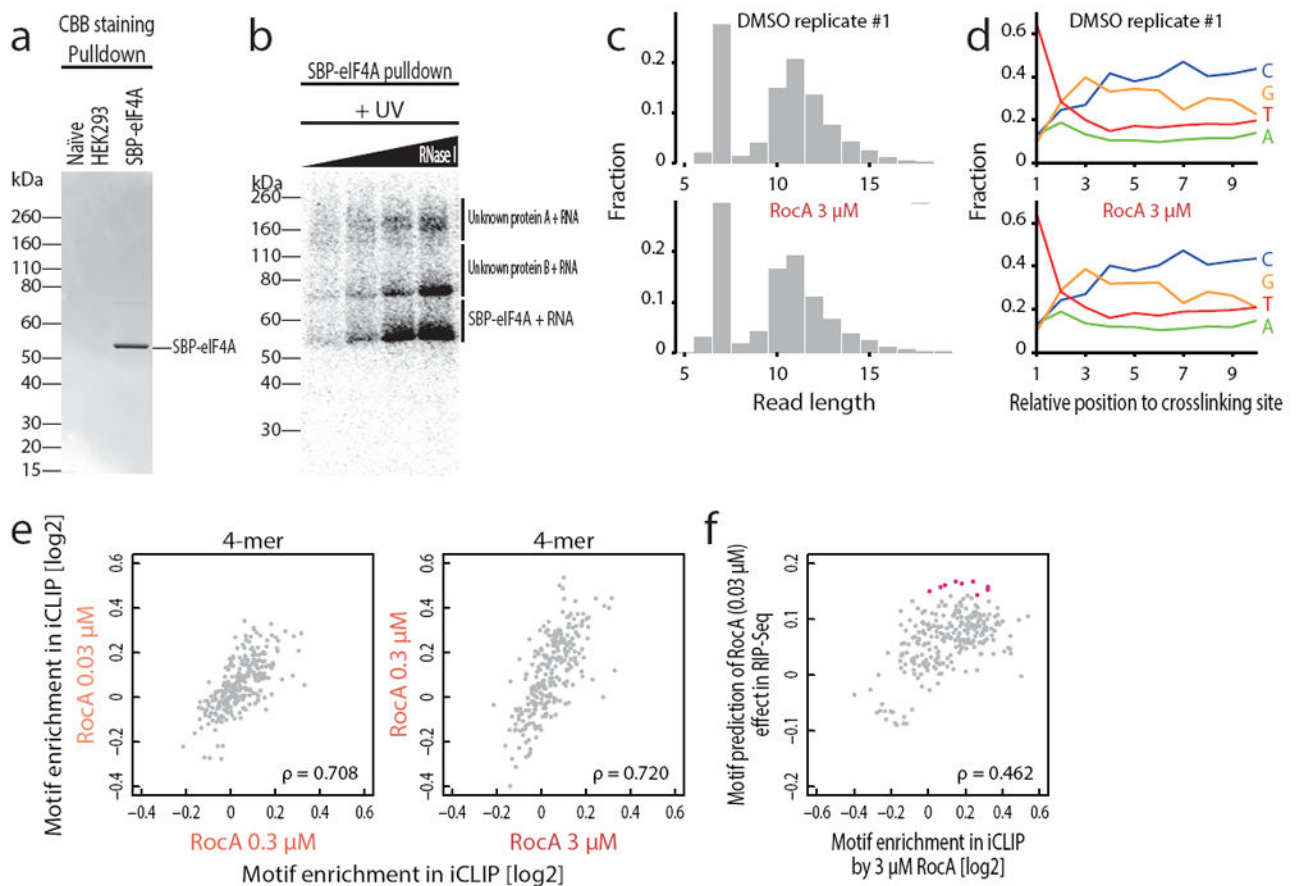 a
CBB staining
Pulldown
Naïve
HEK293
SBP-eIF4A
kDa
260
160
110
80
60
50
40
30
20
15
SBP-eIF4A
b
SBP-eIF4A pulldown
+ UV
RNase I
kDa
260
160
110
80
60
50
40
30
Unknown protein A + RNA
Unknown protein B + RNA
SBP-eIF4A + RNA
c
DMSO replicate #1
Fraction
0.2
0.1
0
5 10 15
RocA 3 µM
0.2
0.1
0
5 10 15
Read length
d
DMSO replicate #1
Fraction
0.6
0.4
0.2
0
1 3 5 7 9
C
G
T
A
RocA 3 µM
0.6
0.4
0.2
0
1 3 5 7 9
C
G
T
A
Relative position to crosslinking site
e
Motif enrichment in iCLIP [log2]
RocA 0.03 µM
4-mer
0.6
0.4
0.2
0
−0.2
−0.4
ρ = 0.708
−0.4 −0.2 0 0.2 0.4 0.6
RocA 0.3 µM
RocA 0.3 µM
4-mer
0.6
0.4
0.2
0
−0.2
−0.4
ρ = 0.720
−0.4 −0.2 0 0.2 0.4 0.6
RocA 3 µM
Motif enrichment in iCLIP [log2]
f
Motif prediction of RocA (0.03 µM)
effect in RIP-Seq
0.2
0.1
0
−0.1
−0.2
ρ = 0.462
−0.6 −0.4 −0.2 0 0.2 0.4 0.6
Motif enrichment in iCLIP
by 3 µM RocA [log2]